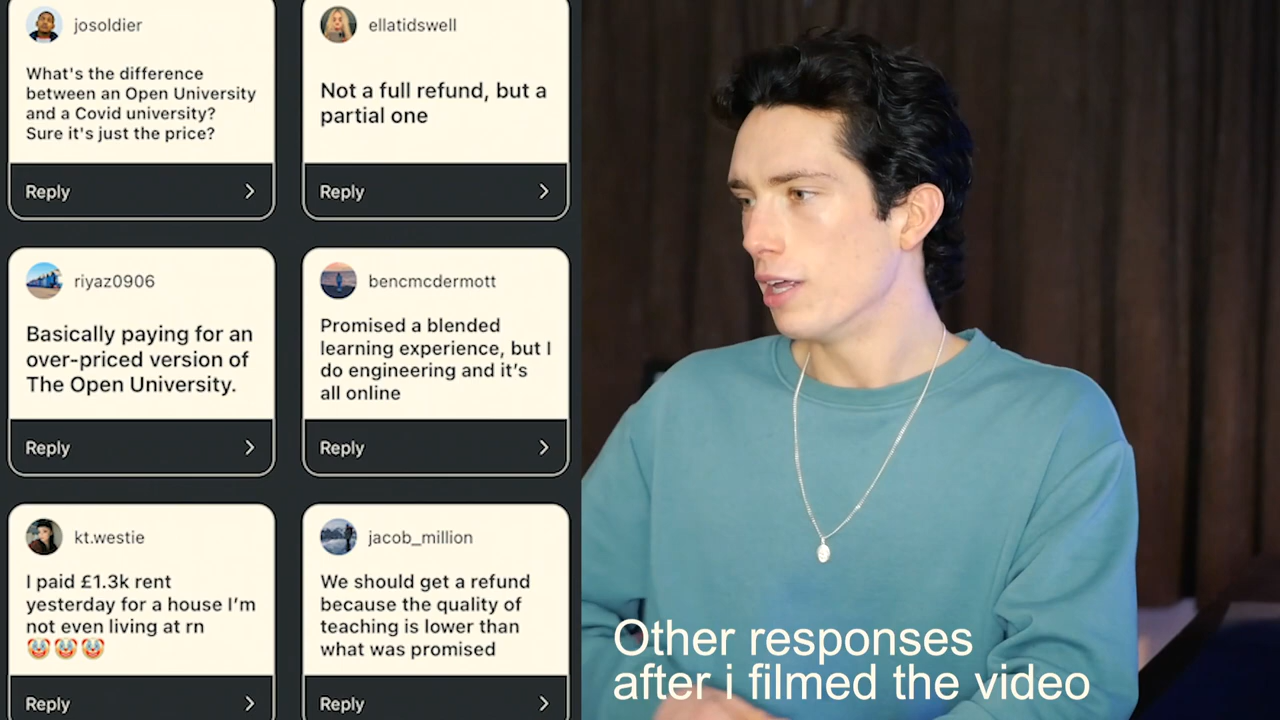 josoldier
What's the difference
between an Open University
and a Covid university?
Sure it's just the price?
Reply
ellatidswell
Not a full refund, but a
partial one
Reply
riyaz0906
Basically paying for an
over-priced version of
The Open University.
Reply
bencmcdermott
Promised a blended
learning experience, but I
do engineering and it's
all online
Reply
kt.westie
I paid £1.3k rent
yesterday for a house I'm
not even living at rn
🤡🤡🤡
Reply
jacob_million
We should get a refund
because the quality of
teaching is lower than
what was promised
Reply
Other responses
after i filmed the video